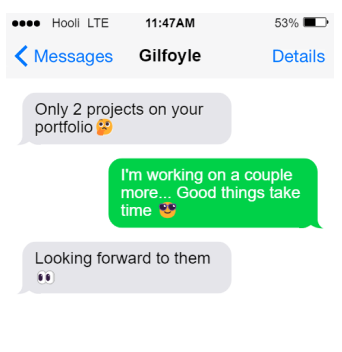 Hooli LTE 11:47AM 53%
Messages Gilfoyle Details
Only 2 projects on your
portfolio🤔
I'm working on a couple
more... Good things take
time 😎
Looking forward to them
👀